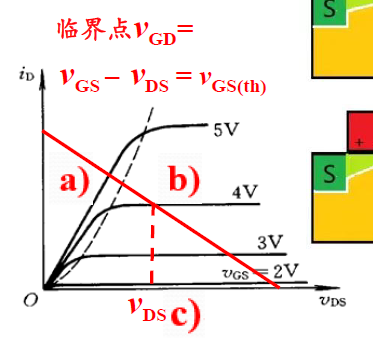 临界点vGD=
vGS – vDS = vGS(th)
iD
5V
a)
b)
4V
3V
vGS = 2V
O
vDS
c)
vDS
S
+
S